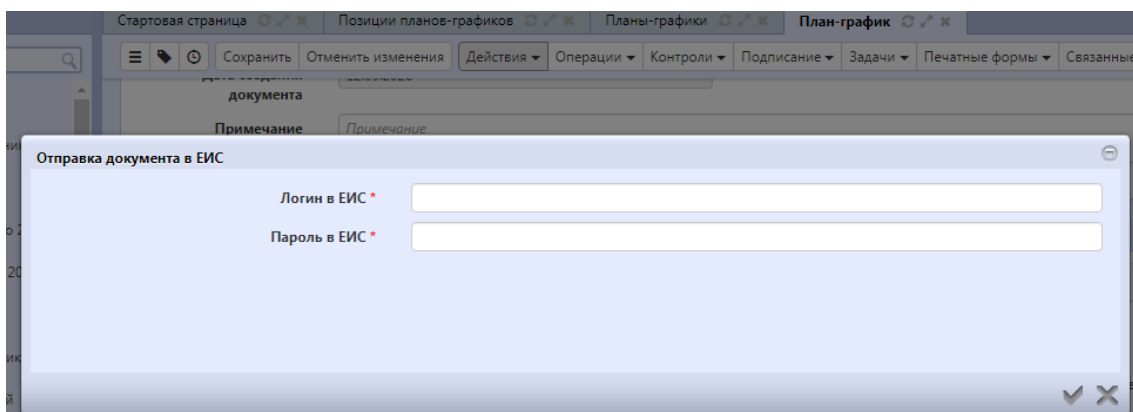 Стартовая страница Позиции планов-графиков Планы-графики План-график
Сохранить Отменить изменения Действия Операции Контроли Подписание Задачи Печатные формы Связанные
документа
Примечание Примечание
Отправка документа в ЕИС
Логин в ЕИС *
Пароль в ЕИС *